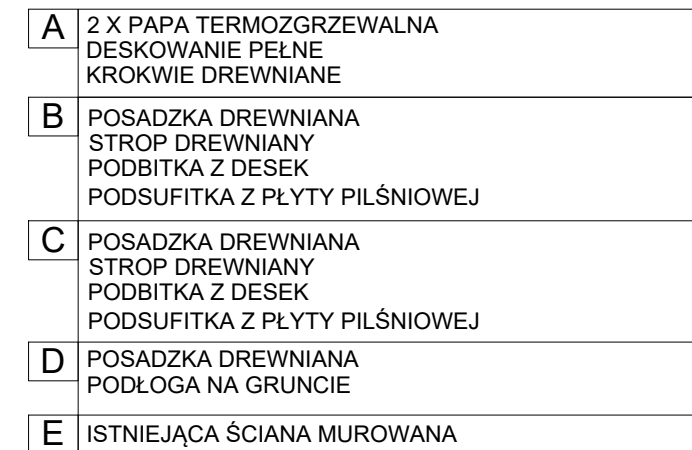 A
2 X PAPA TERMOZGRZEWALNA
DESKOWANIE PEŁNE
KROKWIE DREWNIANE
B
POSADZKA DREWNIANA
STROP DREWNIANY
PODBITKA Z DESEK
PODSUFITKA Z PŁYTY PILŚNIOWEJ
C
POSADZKA DREWNIANA
STROP DREWNIANY
PODBITKA Z DESEK
PODSUFITKA Z PŁYTY PILŚNIOWEJ
D
POSADZKA DREWNIANA
PODŁOGA NA GRUNCIE
E
ISTNIEJĄCA ŚCIANA MUROWANA